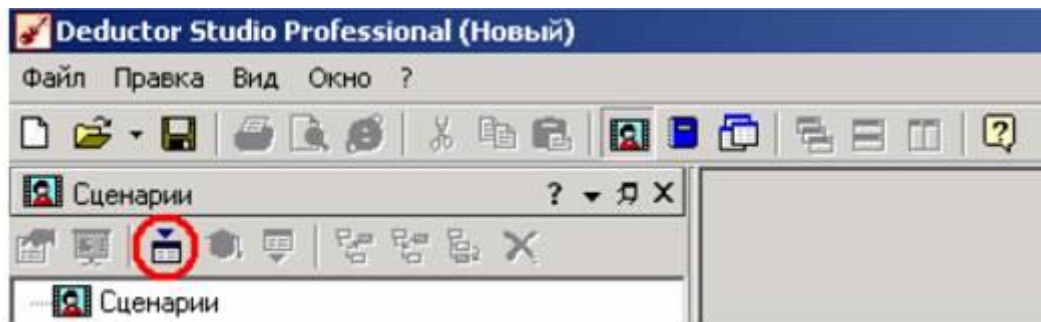 Deductor Studio Professional (Новый)
Файл Правка Вид Окно ?
Сценарии
Сценарии